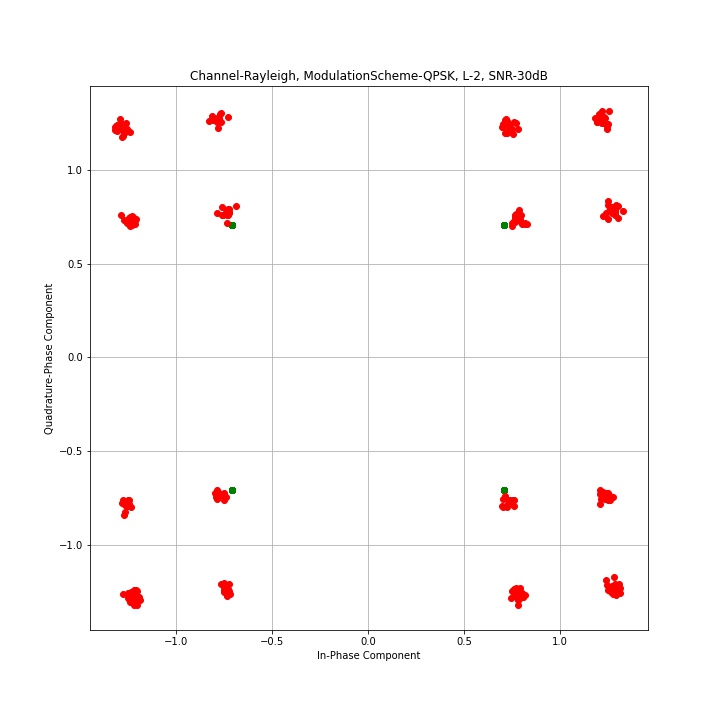 Channel-Rayleigh, ModulationScheme-QPSK, L-2, SNR-30dB
1.0
0.5
0.0
−0.5
−1.0
Quadrature-Phase Component
−1.0 −0.5 0.0 0.5 1.0
In-Phase Component